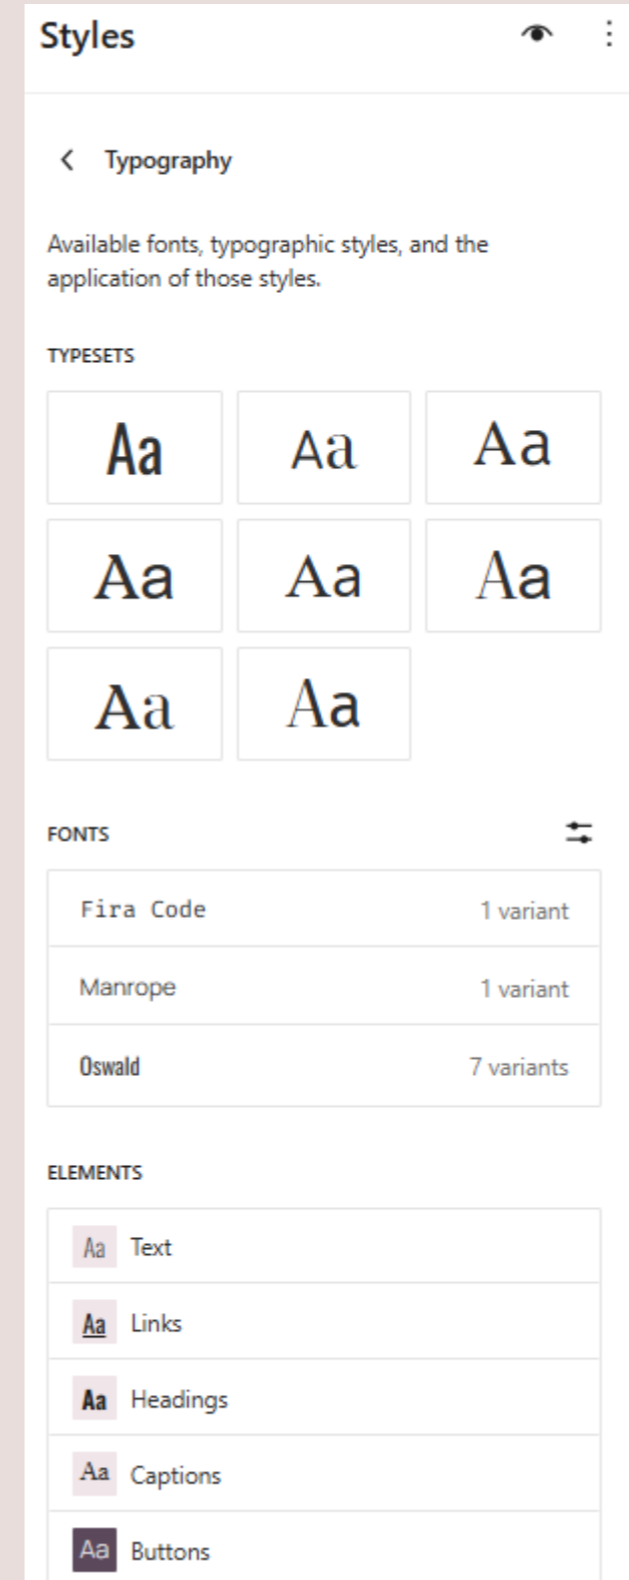 Styles
Typography
Available fonts, typographic styles, and the
application of those styles.
TYPESETS
Aa Aa Aa
Aa Aa Aa
Aa Aa
FONTS
Fira Code 1 variant
Manrope 1 variant
Oswald 7 variants
ELEMENTS
Aa Text
Aa Links
Aa Headings
Aa Captions
Aa Buttons